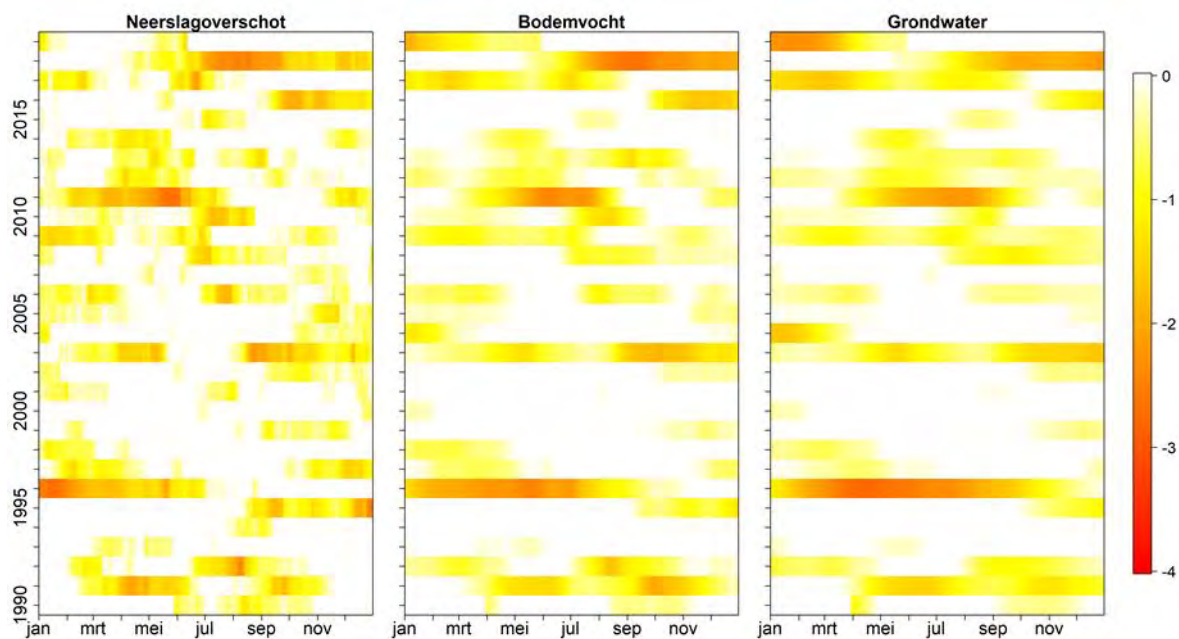 Neerslagoverschot
Bodemvocht
Grondwater
2015
2010
2005
2000
1995
1990
jan mrt mei jul sep nov
jan mrt mei jul sep nov
jan mrt mei jul sep nov
0
-1
-2
-3
-4